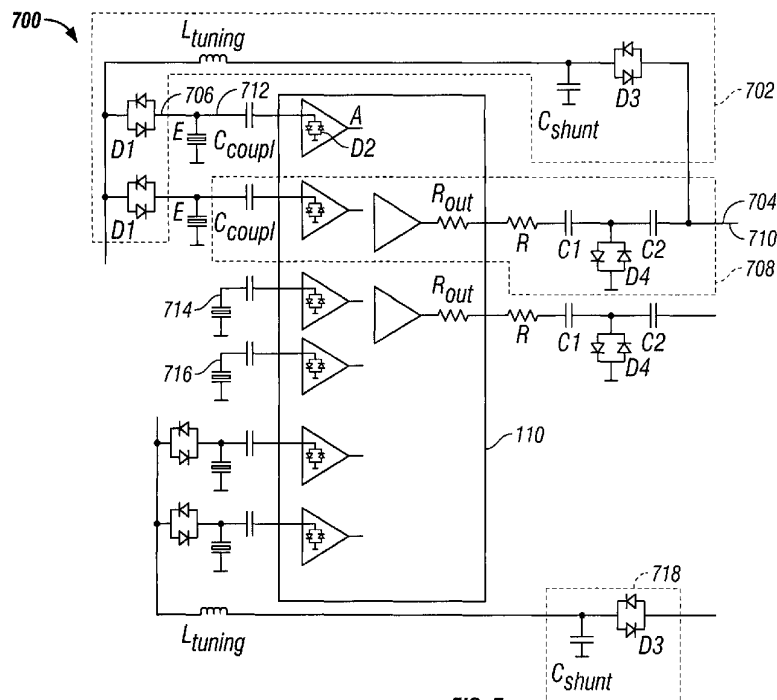 700
L_tuning
702
706
712
D3
C_shunt
A
D2
D1
E
C_coupl
D1
E
C_coupl
R_out
R
C1
C2
D4
704
710
708
714
R_out
R
C1
C2
D4
716
110
718
L_tuning
C_shunt
D3